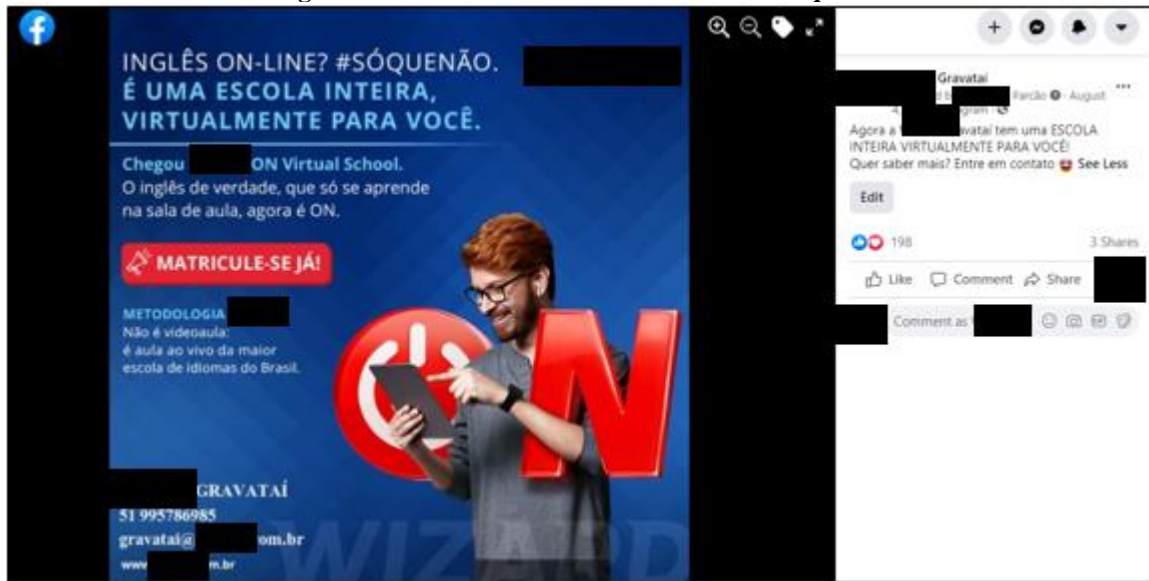 INGLÊS ON-LINE? #SÓQUENÃO.
É UMA ESCOLA INTEIRA,
VIRTUALMENTE PARA VOCÊ.
Chegou ON Virtual School.
O inglês de verdade, que só se aprende
na sala de aula, agora é ON.
MATRICULE-SE JÁ!
METODOLOGIA
Não é videoaula:
é aula ao vivo da maior
escola de idiomas do Brasil.
ON
GRAVATAÍ
51 995786985
gravatai@ om.br
www. m.br
WIZARD
Gravataí
Parcão · August
4,
Agora a avataí tem uma ESCOLA
INTEIRA VIRTUALMENTE PARA VOCÊ!
Quer saber mais? Entre em contato See Less
Edit
198 3 Shares
Like Comment Share
Comment as